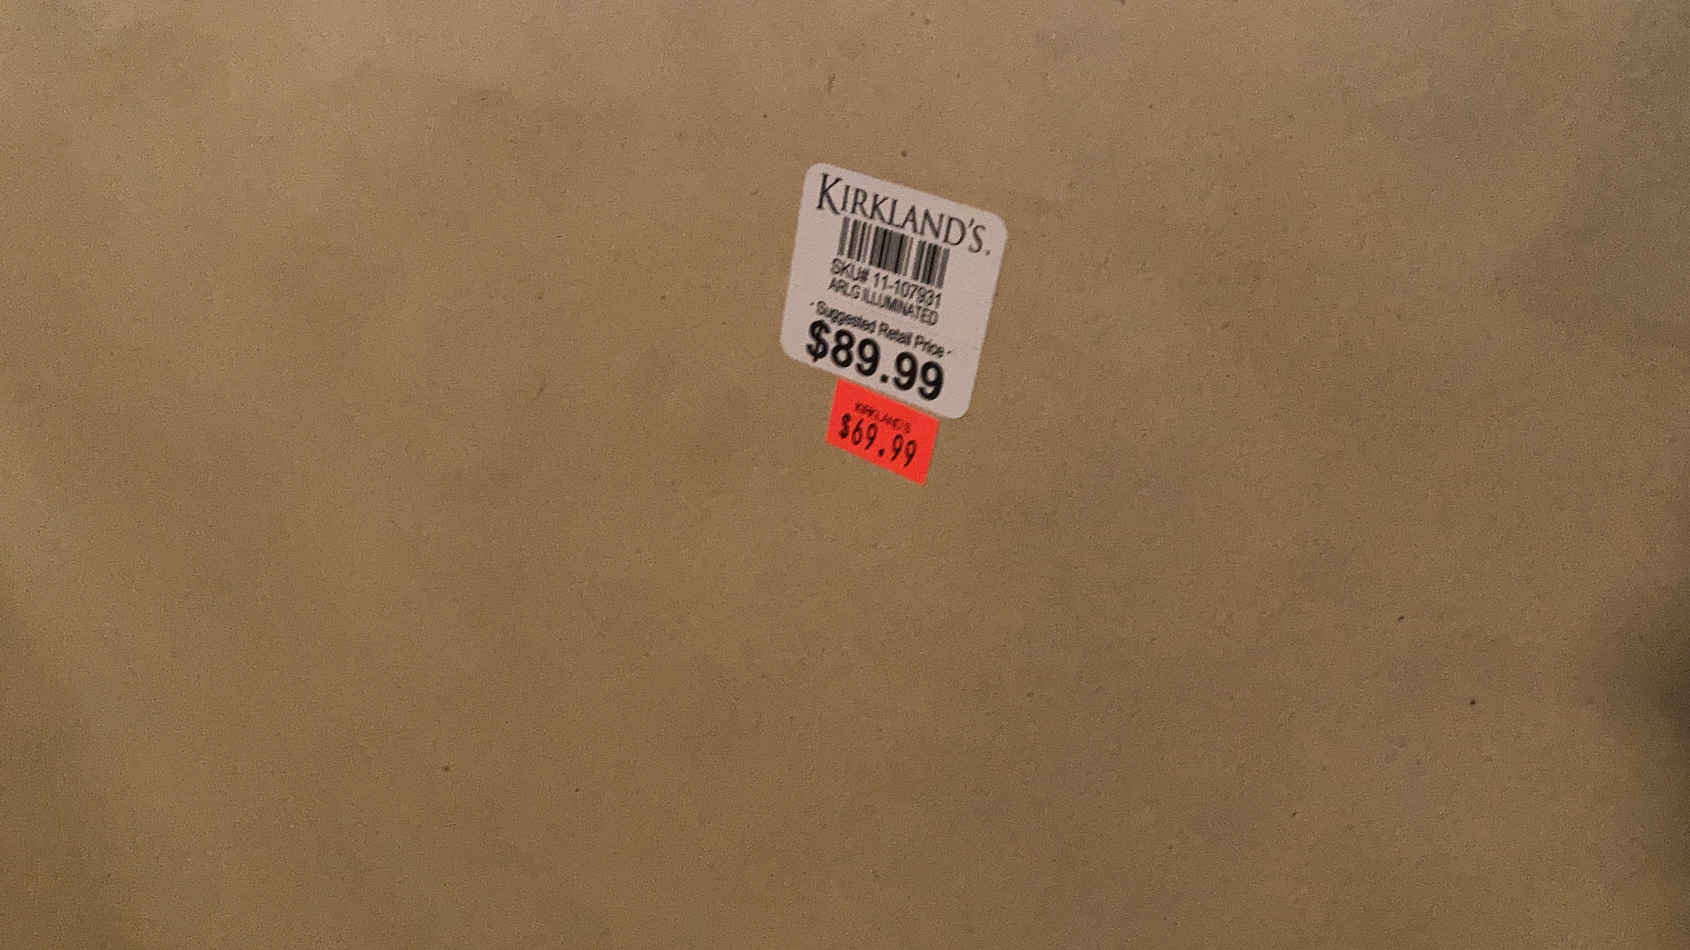 KIRKLAND'S.
SKU# 11-107931
ARLG ILLUMINATED
- Suggested Retail Price -
$89.99
KIRKLAND'S
$69.99